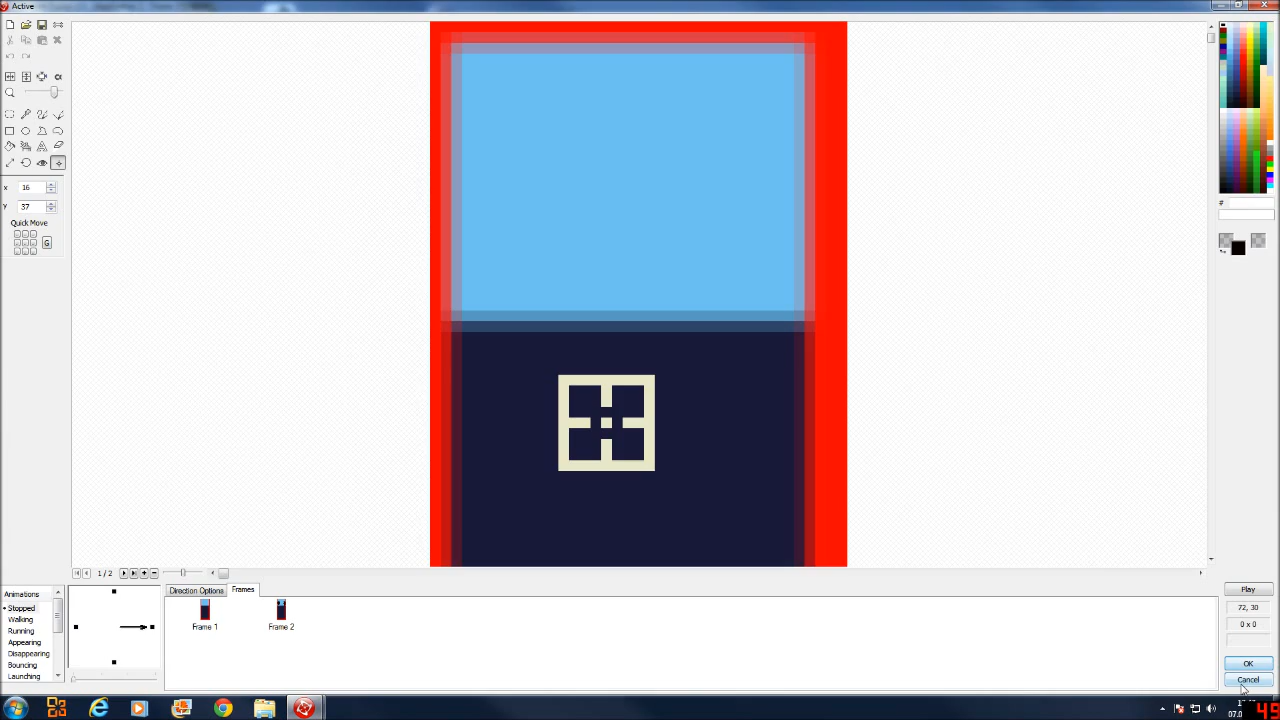 Active
x 16
y 37
Quick Move
G
#
1 / 2
Animations
Direction Options
Frames
Stopped
Walking
Running
Appearing
Disappearing
Bouncing
Launching
Frame 1
Frame 2
Play
72, 30
0 x 0
OK
Cancel
49